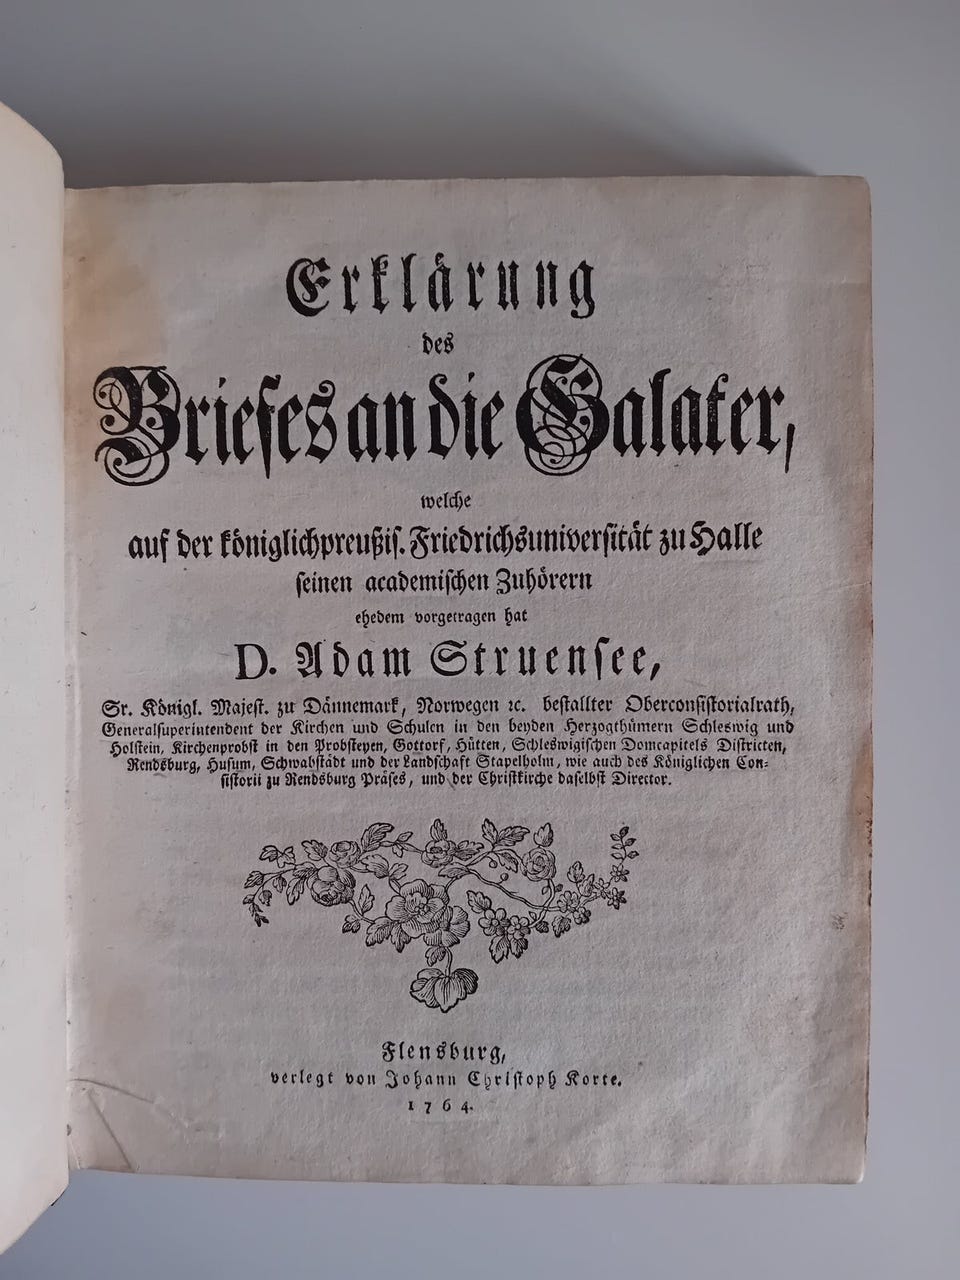 Erklärung
des
Briefes an die Galater,
welche
auf der königlichpreußis. Friedrichsuniversität zu Halle
seinen academischen Zuhörern
ehedem vorgetragen hat
D. Adam Struensee,
Sr. Königl. Majest. zu Dännemark, Norwegen ꝛc. bestallter Oberconsistorialrath,
Generalsuperintendent der Kirchen und Schulen in den beyden Herzogthümern Schleswig und
Holstein, Kirchenprobst in den Probsteyen, Gottorf, Hütten, Schleswigischen Domcapitels Districten,
Rendsburg, Husum, Schwabstädt und der Landschaft Stapelholm, wie auch des Königlichen Con-
sistorii zu Rendsburg Präses, und der Christkirche daselbst Director.
Flensburg,
verlegt von Johann Christoph Korte.
1764.